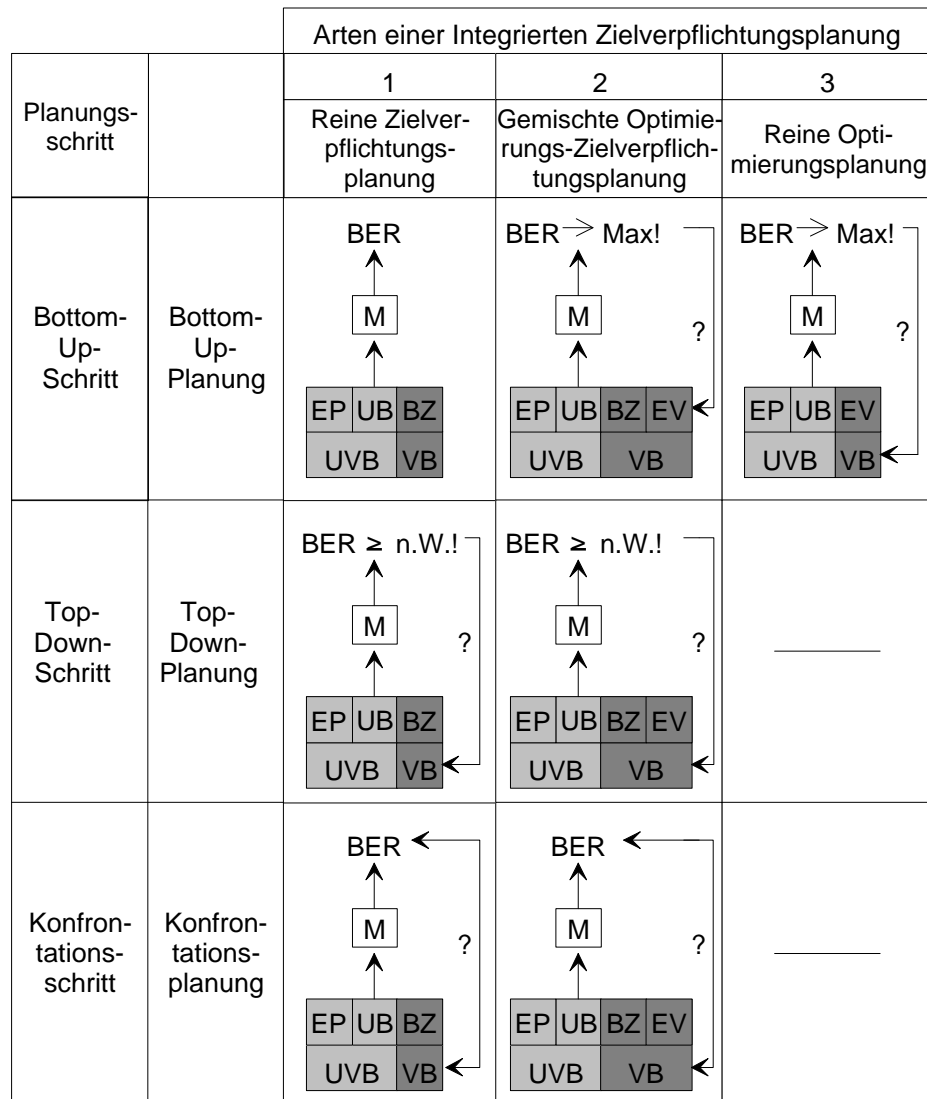 Arten einer Integrierten Zielverpflichtungsplanung
Planungs-
schritt
1
2
3
Reine Zielver-
pflichtungs-
planung
Gemischte Optimie-
rungs-Zielverpflich-
tungsplanung
Reine Opti-
mierungsplanung
Bottom-
Up-
Schritt
Bottom-
Up-
Planung
BER
M
EP UB BZ
UVB VB
BER → Max!
M
?
EP UB BZ EV
UVB VB
BER → Max!
M
?
EP UB EV
UVB VB
Top-
Down-
Schritt
Top-
Down-
Planung
BER ≥ n.W.!
M
?
EP UB BZ
UVB VB
BER ≥ n.W.!
M
?
EP UB BZ EV
UVB VB
Konfron-
tations-
schritt
Konfron-
tations-
planung
BER
M
?
EP UB BZ
UVB VB
BER
M
?
EP UB BZ EV
UVB VB